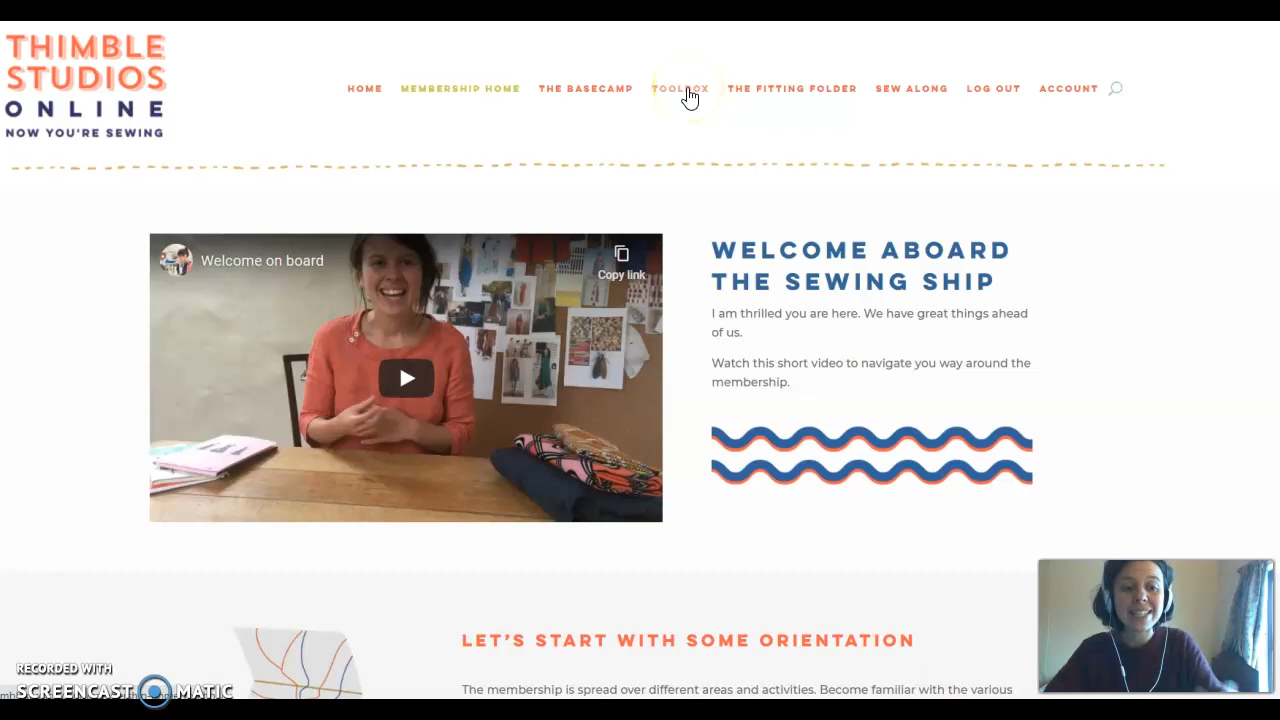 THIMBLE
STUDIOS
ONLINE
NOW YOU'RE SEWING
HOME MEMBERSHIP HOME THE BASECAMP TOOLBOX THE FITTING FOLDER SEW ALONG LOG OUT ACCOUNT
Welcome on board
Copy link
WELCOME ABOARD
THE SEWING SHIP
I am thrilled you are here. We have great things ahead
of us.
Watch this short video to navigate you way around the
membership.
LET'S START WITH SOME ORIENTATION
The membership is spread over different areas and activities. Become familiar with the various
RECORDED WITH
SCREENCAST MATIC